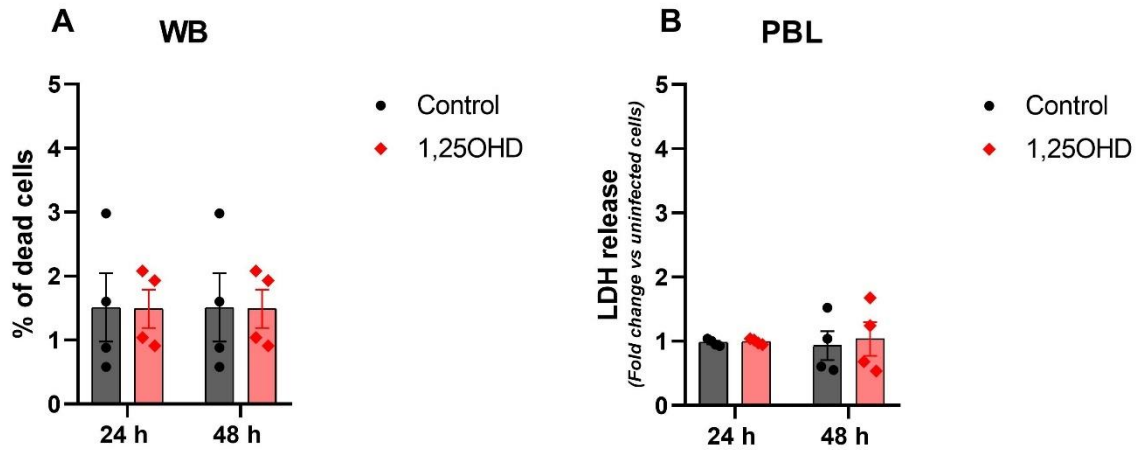 A
WB
% of dead cells
5
4
3
2
1
0
24 h
48 h
Control
1,25OHD
B
PBL
LDH release
(Fold change vs uninfected cells)
5
4
3
2
1
0
24 h
48 h
Control
1,25OHD